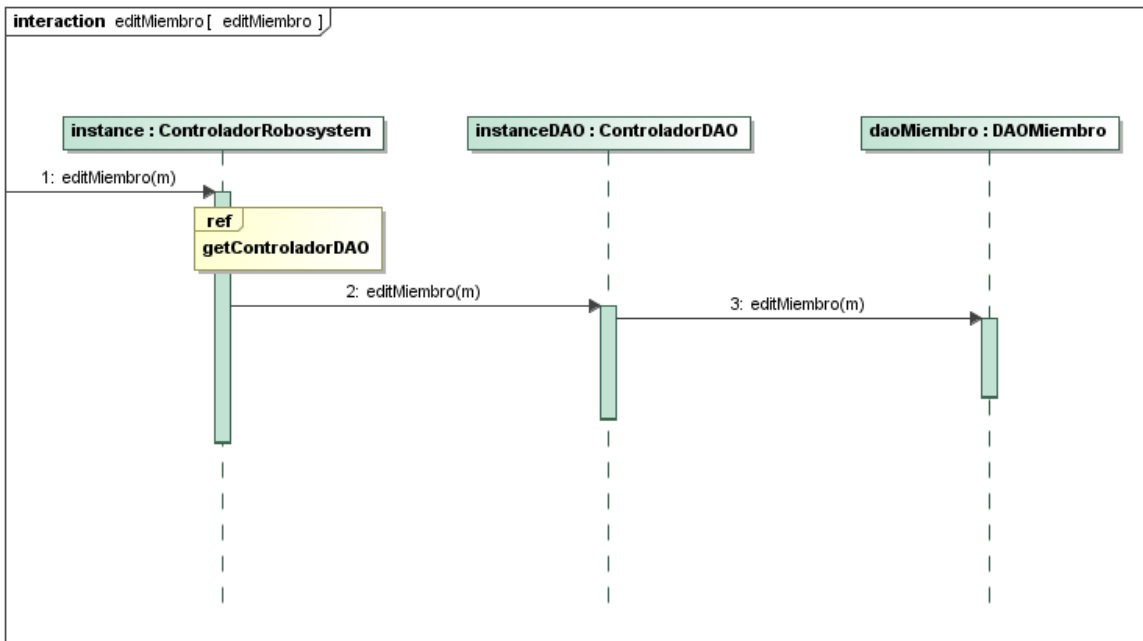 interaction editMiembro[ editMiembro ]
instance : ControladorRobosystem
instanceDAO : ControladorDAO
daoMiembro : DAOMiembro
1: editMiembro(m)
ref
getControladorDAO
2: editMiembro(m)
3: editMiembro(m)